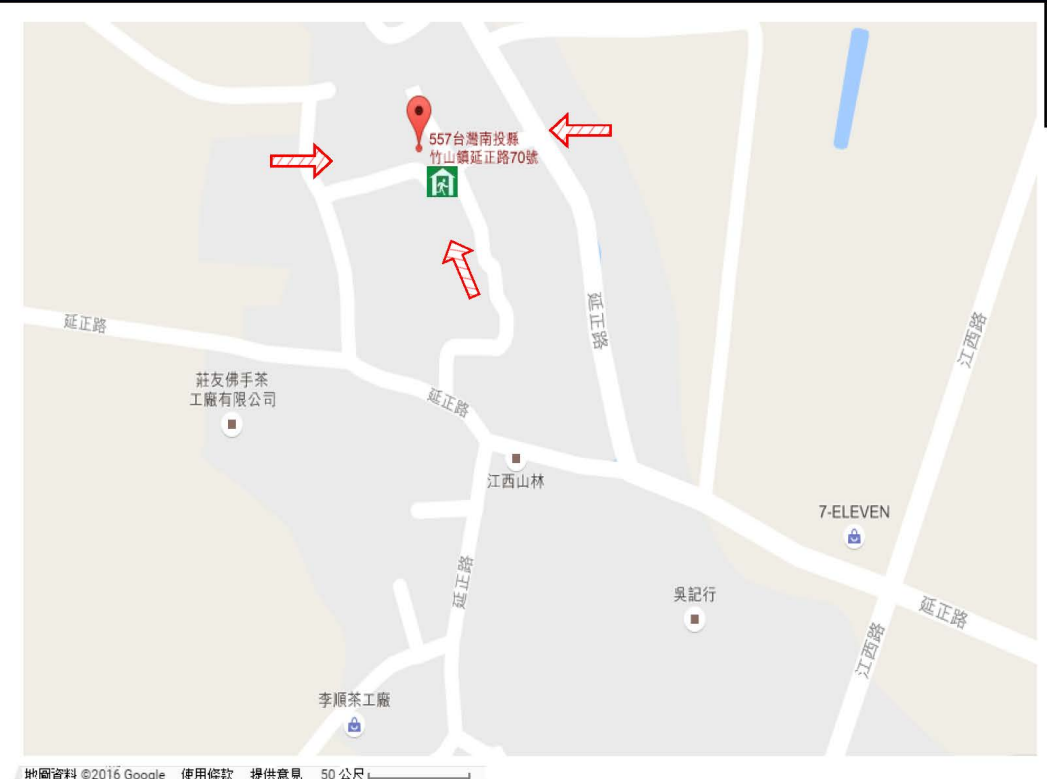 557台灣南投縣
竹山鎮延正路70號
延正路
延正路
江西路
莊友佛手茶
工廠有限公司
延正路
江西山林
7-ELEVEN
延正路
吳記行
延正路
江西路
李順茶工廠
地圖資料 ©2016 Google 使用條款 提供意見 50 公尺